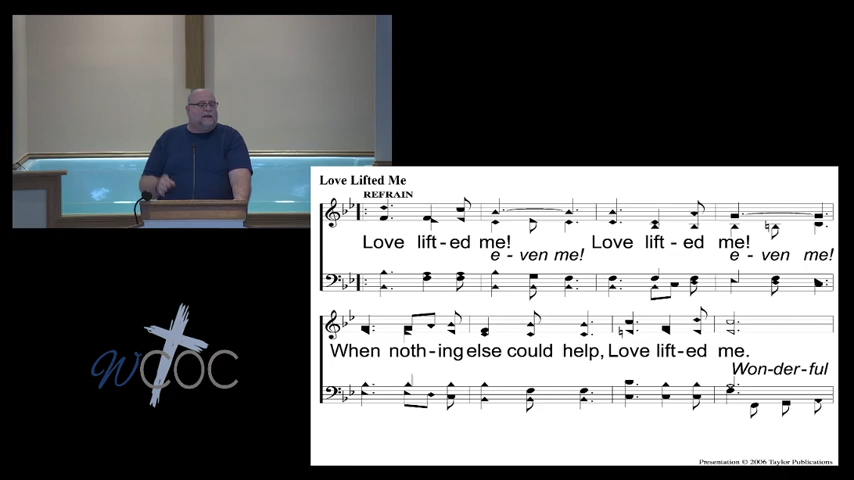 Love Lifted Me
REFRAIN
Love lift-ed me! Love lift-ed me!
e-ven me! e-ven me!
When noth-ing else could help, Love lift-ed me.
Won-der-ful
WCOC
Presentation © 2006 Taylor Publications